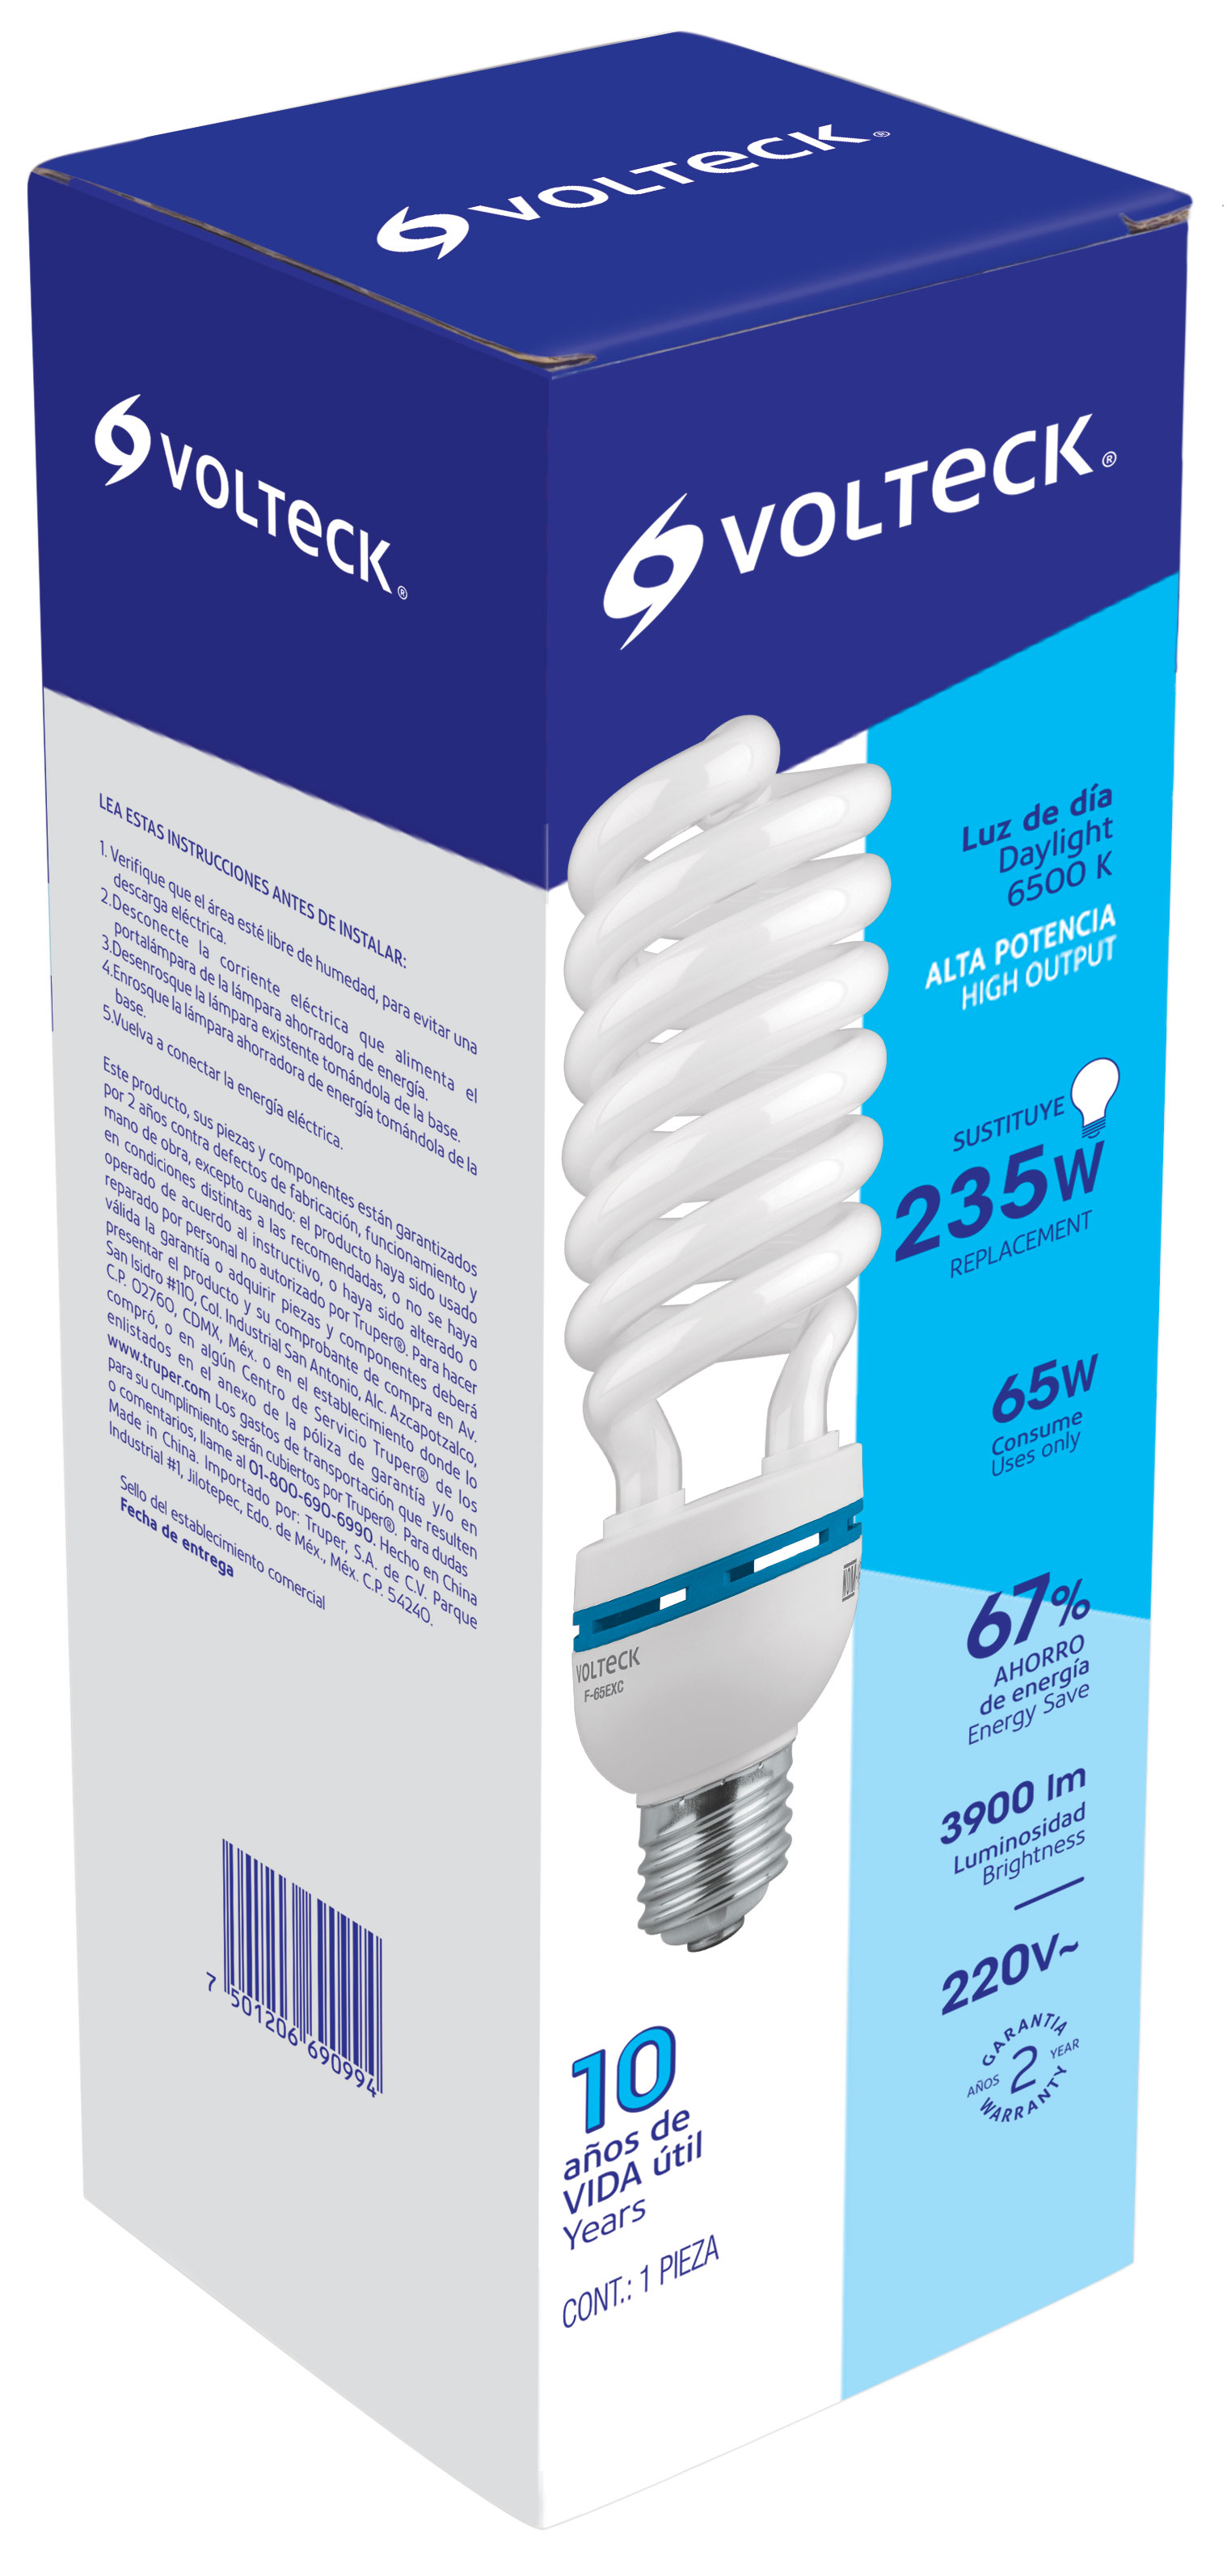 VOLTECK®
VOLTECK®
LEA ESTAS INSTRUCCIONES ANTES DE INSTALAR:
1. Verifique que el área esté libre de humedad, para evitar una
descarga eléctrica.
2.Desconecte la corriente eléctrica que alimenta el
portalámpara de la lámpara ahorradora de energía.
3.Desenrosque la lámpara existente tomándola de la base.
4.Enrosque la lámpara ahorradora de energía tomándola de la
base.
5.Vuelva a conectar la energía eléctrica.
Este producto, sus piezas y componentes están garantizados
por 2 años contra defectos de fabricación, funcionamiento y
mano de obra, excepto cuando: el producto haya sido usado
en condiciones distintas a las recomendadas, o no se haya
operado de acuerdo al instructivo, o haya sido alterado o
reparado por personal no autorizado por Truper®. Para hacer
válida la garantía o adquirir piezas y componentes deberá
presentar el producto y su comprobante de compra en Av.
San Isidro #110, Col. Industrial San Antonio, Alc. Azcapotzalco,
C.P. 02760, CDMX, Méx. o en el establecimiento donde lo
compró, o en algún Centro de Servicio Truper® de los
enlistados en el anexo de la póliza de garantía y/o en
www.truper.com Los gastos de transportación que resulten
para su cumplimiento serán cubiertos por Truper®. Para dudas
o comentarios, llame al 01-800-690-6990. Hecho en China
Made in China. Importado por: Truper, S.A. de C.V. Parque
Industrial #1, Jilotepec, Edo. de Méx., Méx. C.P. 54240.
Sello del establecimiento comercial
Fecha de entrega
7 501206 690994
VOLTECK®
Luz de día
Daylight
6500 K
ALTA POTENCIA
HIGH OUTPUT
SUSTITUYE
235W
REPLACEMENT
65W
Consume
Uses only
67%
AHORRO
de energía
Energy Save
3900 lm
Luminosidad
Brightness
220V~
GARANTIA
AÑOS 2 YEAR
WARRANTY
VOLTECK
F-65EXC
NOM
10
años de
VIDA útil
Years
CONT.: 1 PIEZA